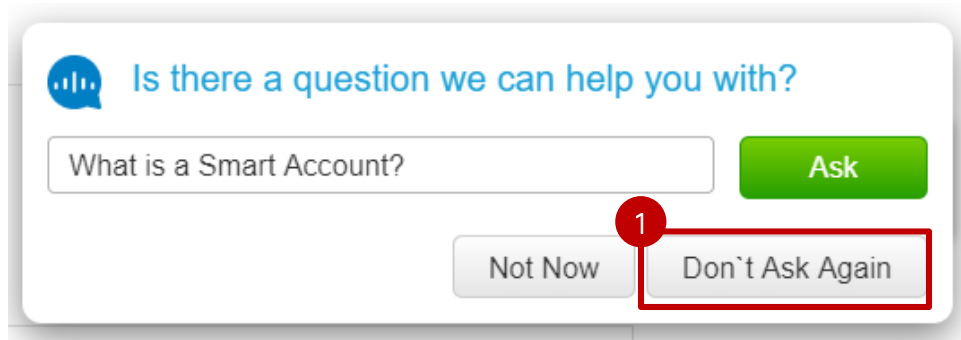 Is there a question we can help you with?
What is a Smart Account?
Ask
1
Not Now
Don`t Ask Again